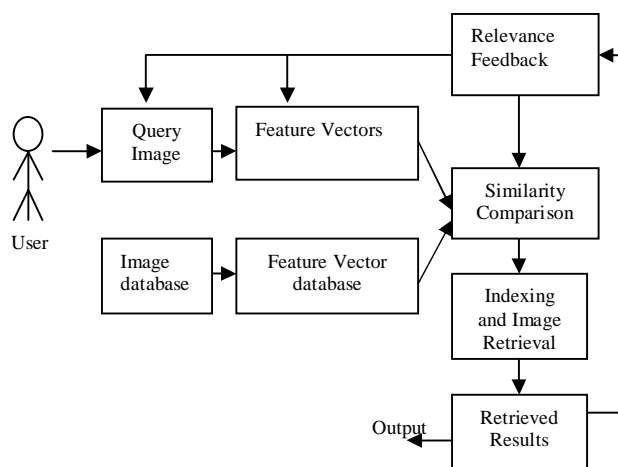 Relevance
Feedback
Query
Image
Feature Vectors
Similarity
Comparison
User
Image
database
Feature Vector
database
Indexing
and Image
Retrieval
Output
Retrieved
Results